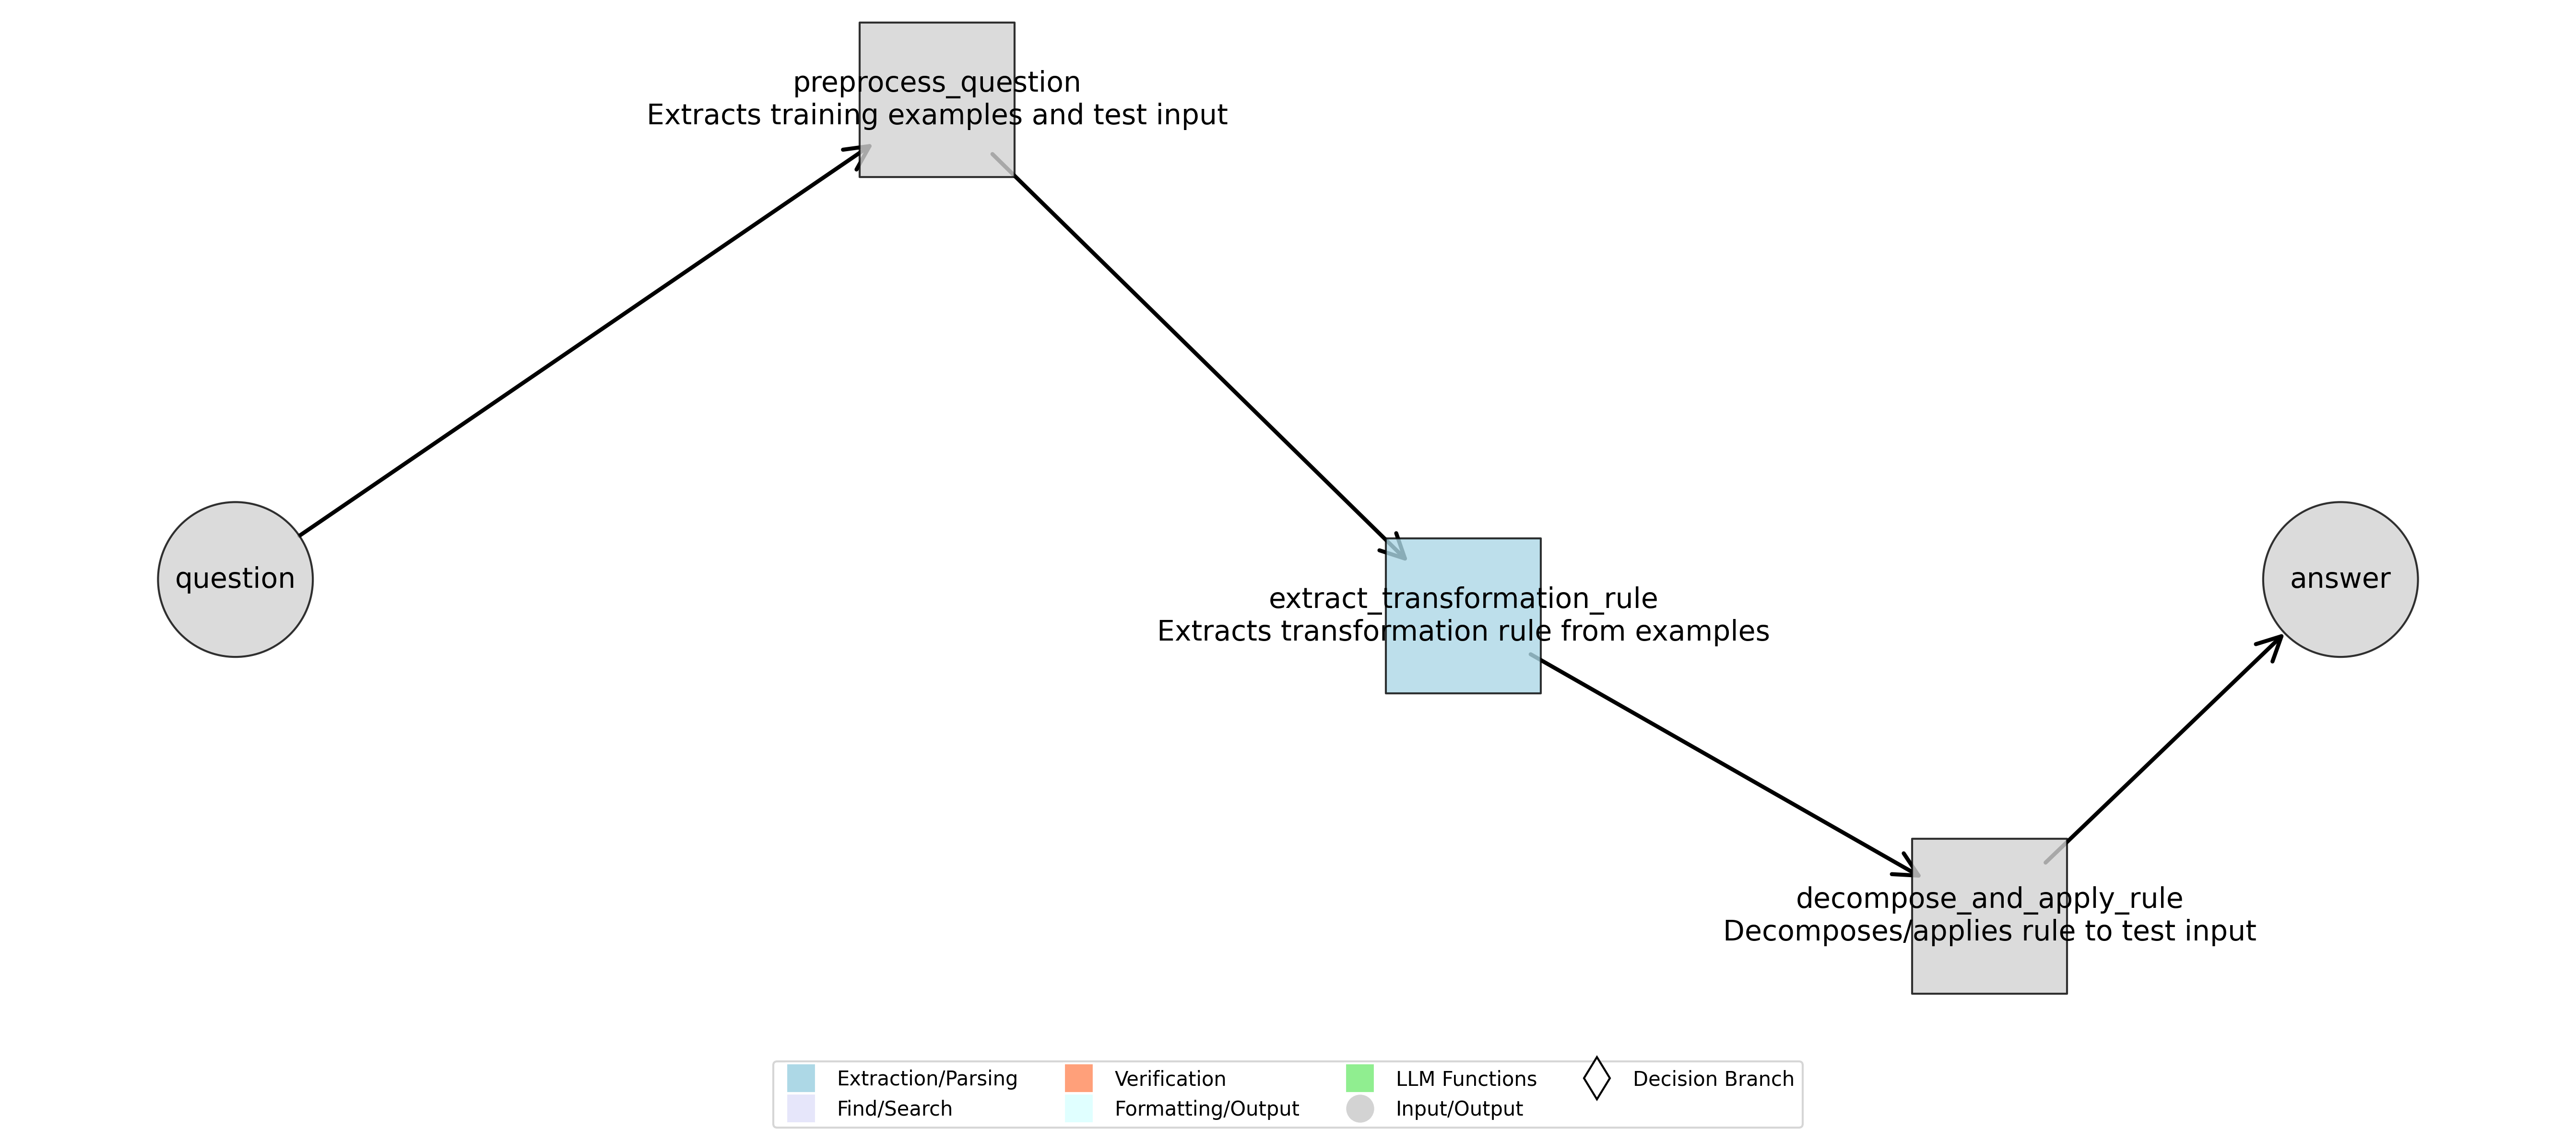 preprocess_question
Extracts training examples and test input
question
extract_transformation_rule
Extracts transformation rule from examples
answer
decompose_and_apply_rule
Decomposes/applies rule to test input
Extraction/Parsing
Find/Search
Verification
Formatting/Output
LLM Functions
Input/Output
Decision Branch